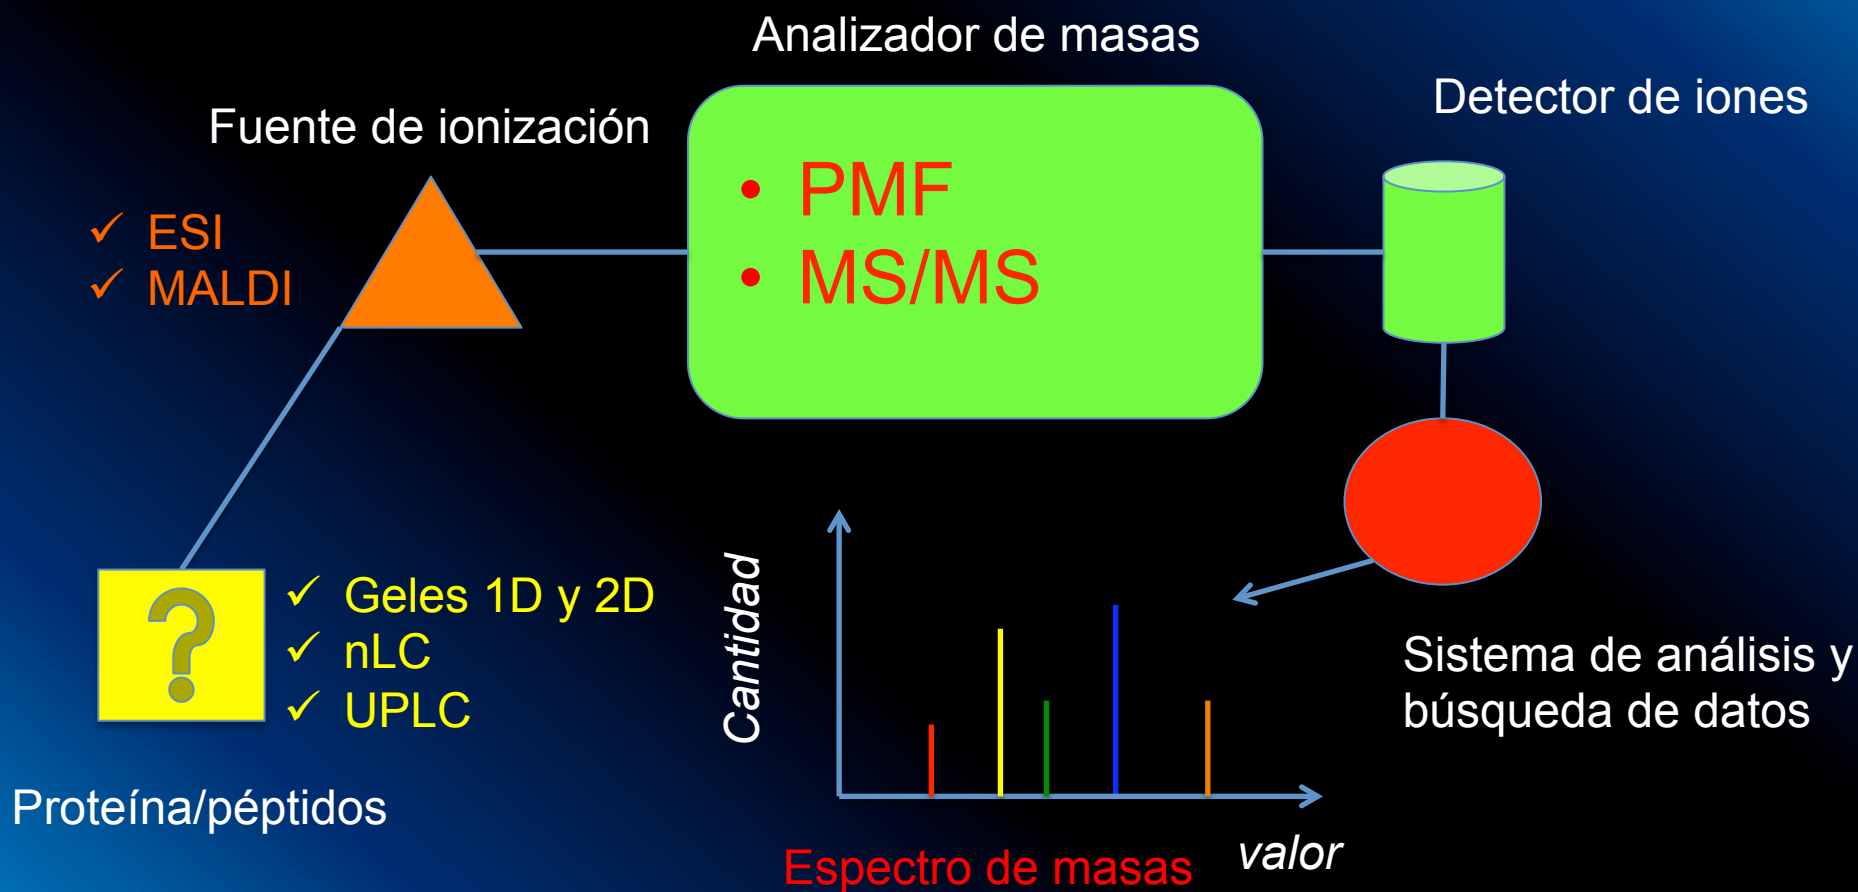 Analizador de masas
Detector de iones
Fuente de ionización
✓ ESI
✓ MALDI
• PMF
• MS/MS
?
✓ Geles 1D y 2D
✓ nLC
✓ UPLC
Proteína/péptidos
Cantidad
valor
Espectro de masas
Sistema de análisis y
búsqueda de datos